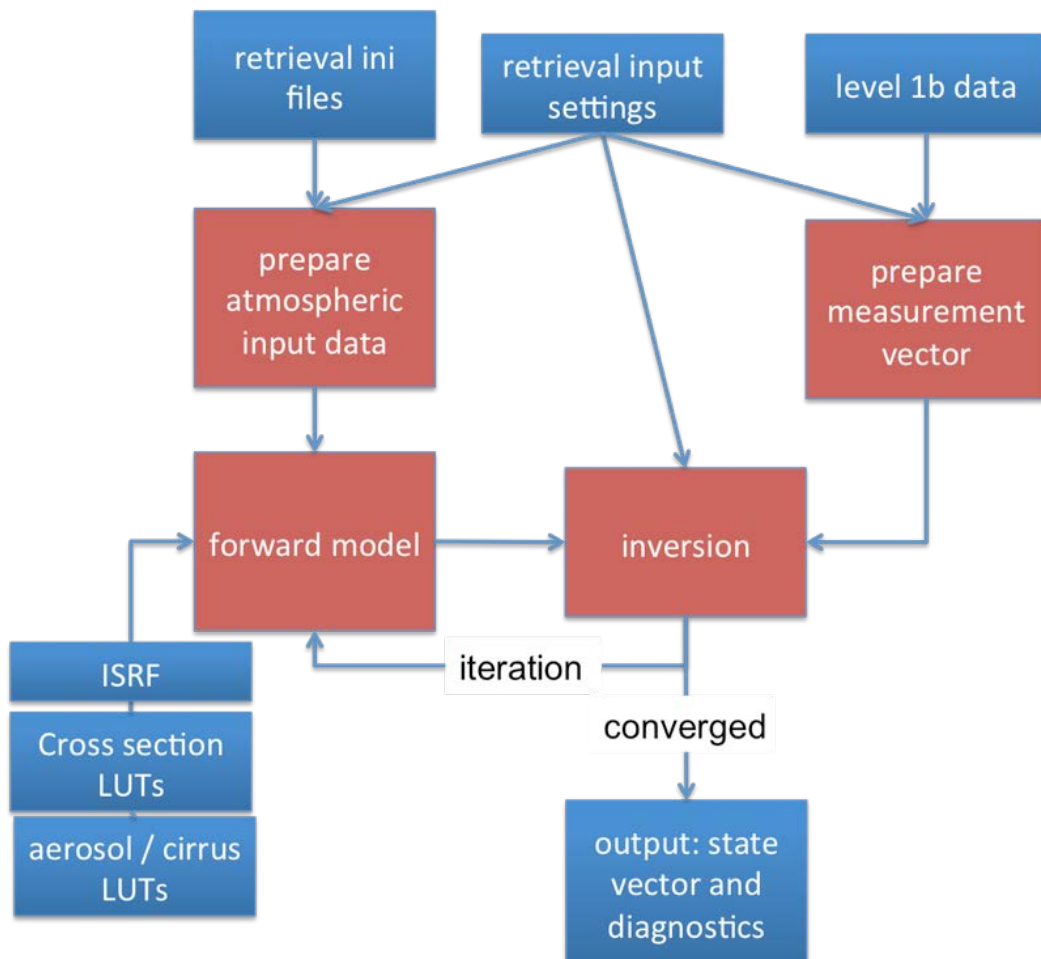 retrieval ini
files
retrieval input
settings
level 1b data
prepare
atmospheric
input data
prepare
measurement
vector
forward model
inversion
iteration
ISRF
converged
Cross section
LUTs
aerosol / cirrus
LUTs
output: state
vector and
diagnostics